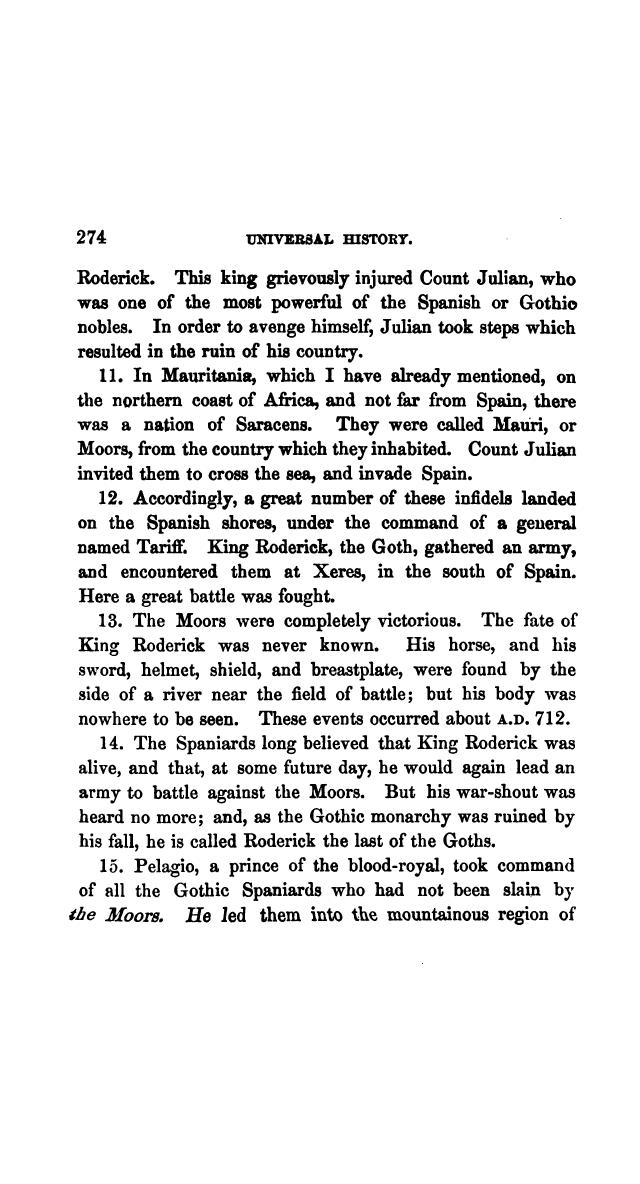 274 UNIVERSAL HISTORY.
Roderick. This king grievously injured Count Julian, who
was one of the most powerful of the Spanish or Gothic
nobles. In order to avenge himself, Julian took steps which
resulted in the ruin of his country.
11. In Mauritania, which I have already mentioned, on
the northern coast of Africa, and not far from Spain, there
was a nation of Saracens. They were called Mauri, or
Moors, from the country which they inhabited. Count Julian
invited them to cross the sea, and invade Spain.
12. Accordingly, a great number of these infidels landed
on the Spanish shores, under the command of a general
named Tariff. King Roderick, the Goth, gathered an army,
and encountered them at Xeres, in the south of Spain.
Here a great battle was fought.
13. The Moors were completely victorious. The fate of
King Roderick was never known. His horse, and his
sword, helmet, shield, and breastplate, were found by the
side of a river near the field of battle; but his body was
nowhere to be seen. These events occurred about A.D. 712.
14. The Spaniards long believed that King Roderick was
alive, and that, at some future day, he would again lead an
army to battle against the Moors. But his war-shout was
heard no more; and, as the Gothic monarchy was ruined by
his fall, he is called Roderick the last of the Goths.
15. Pelagio, a prince of the blood-royal, took command
of all the Gothic Spaniards who had not been slain by
the Moors. He led them into the mountainous region of